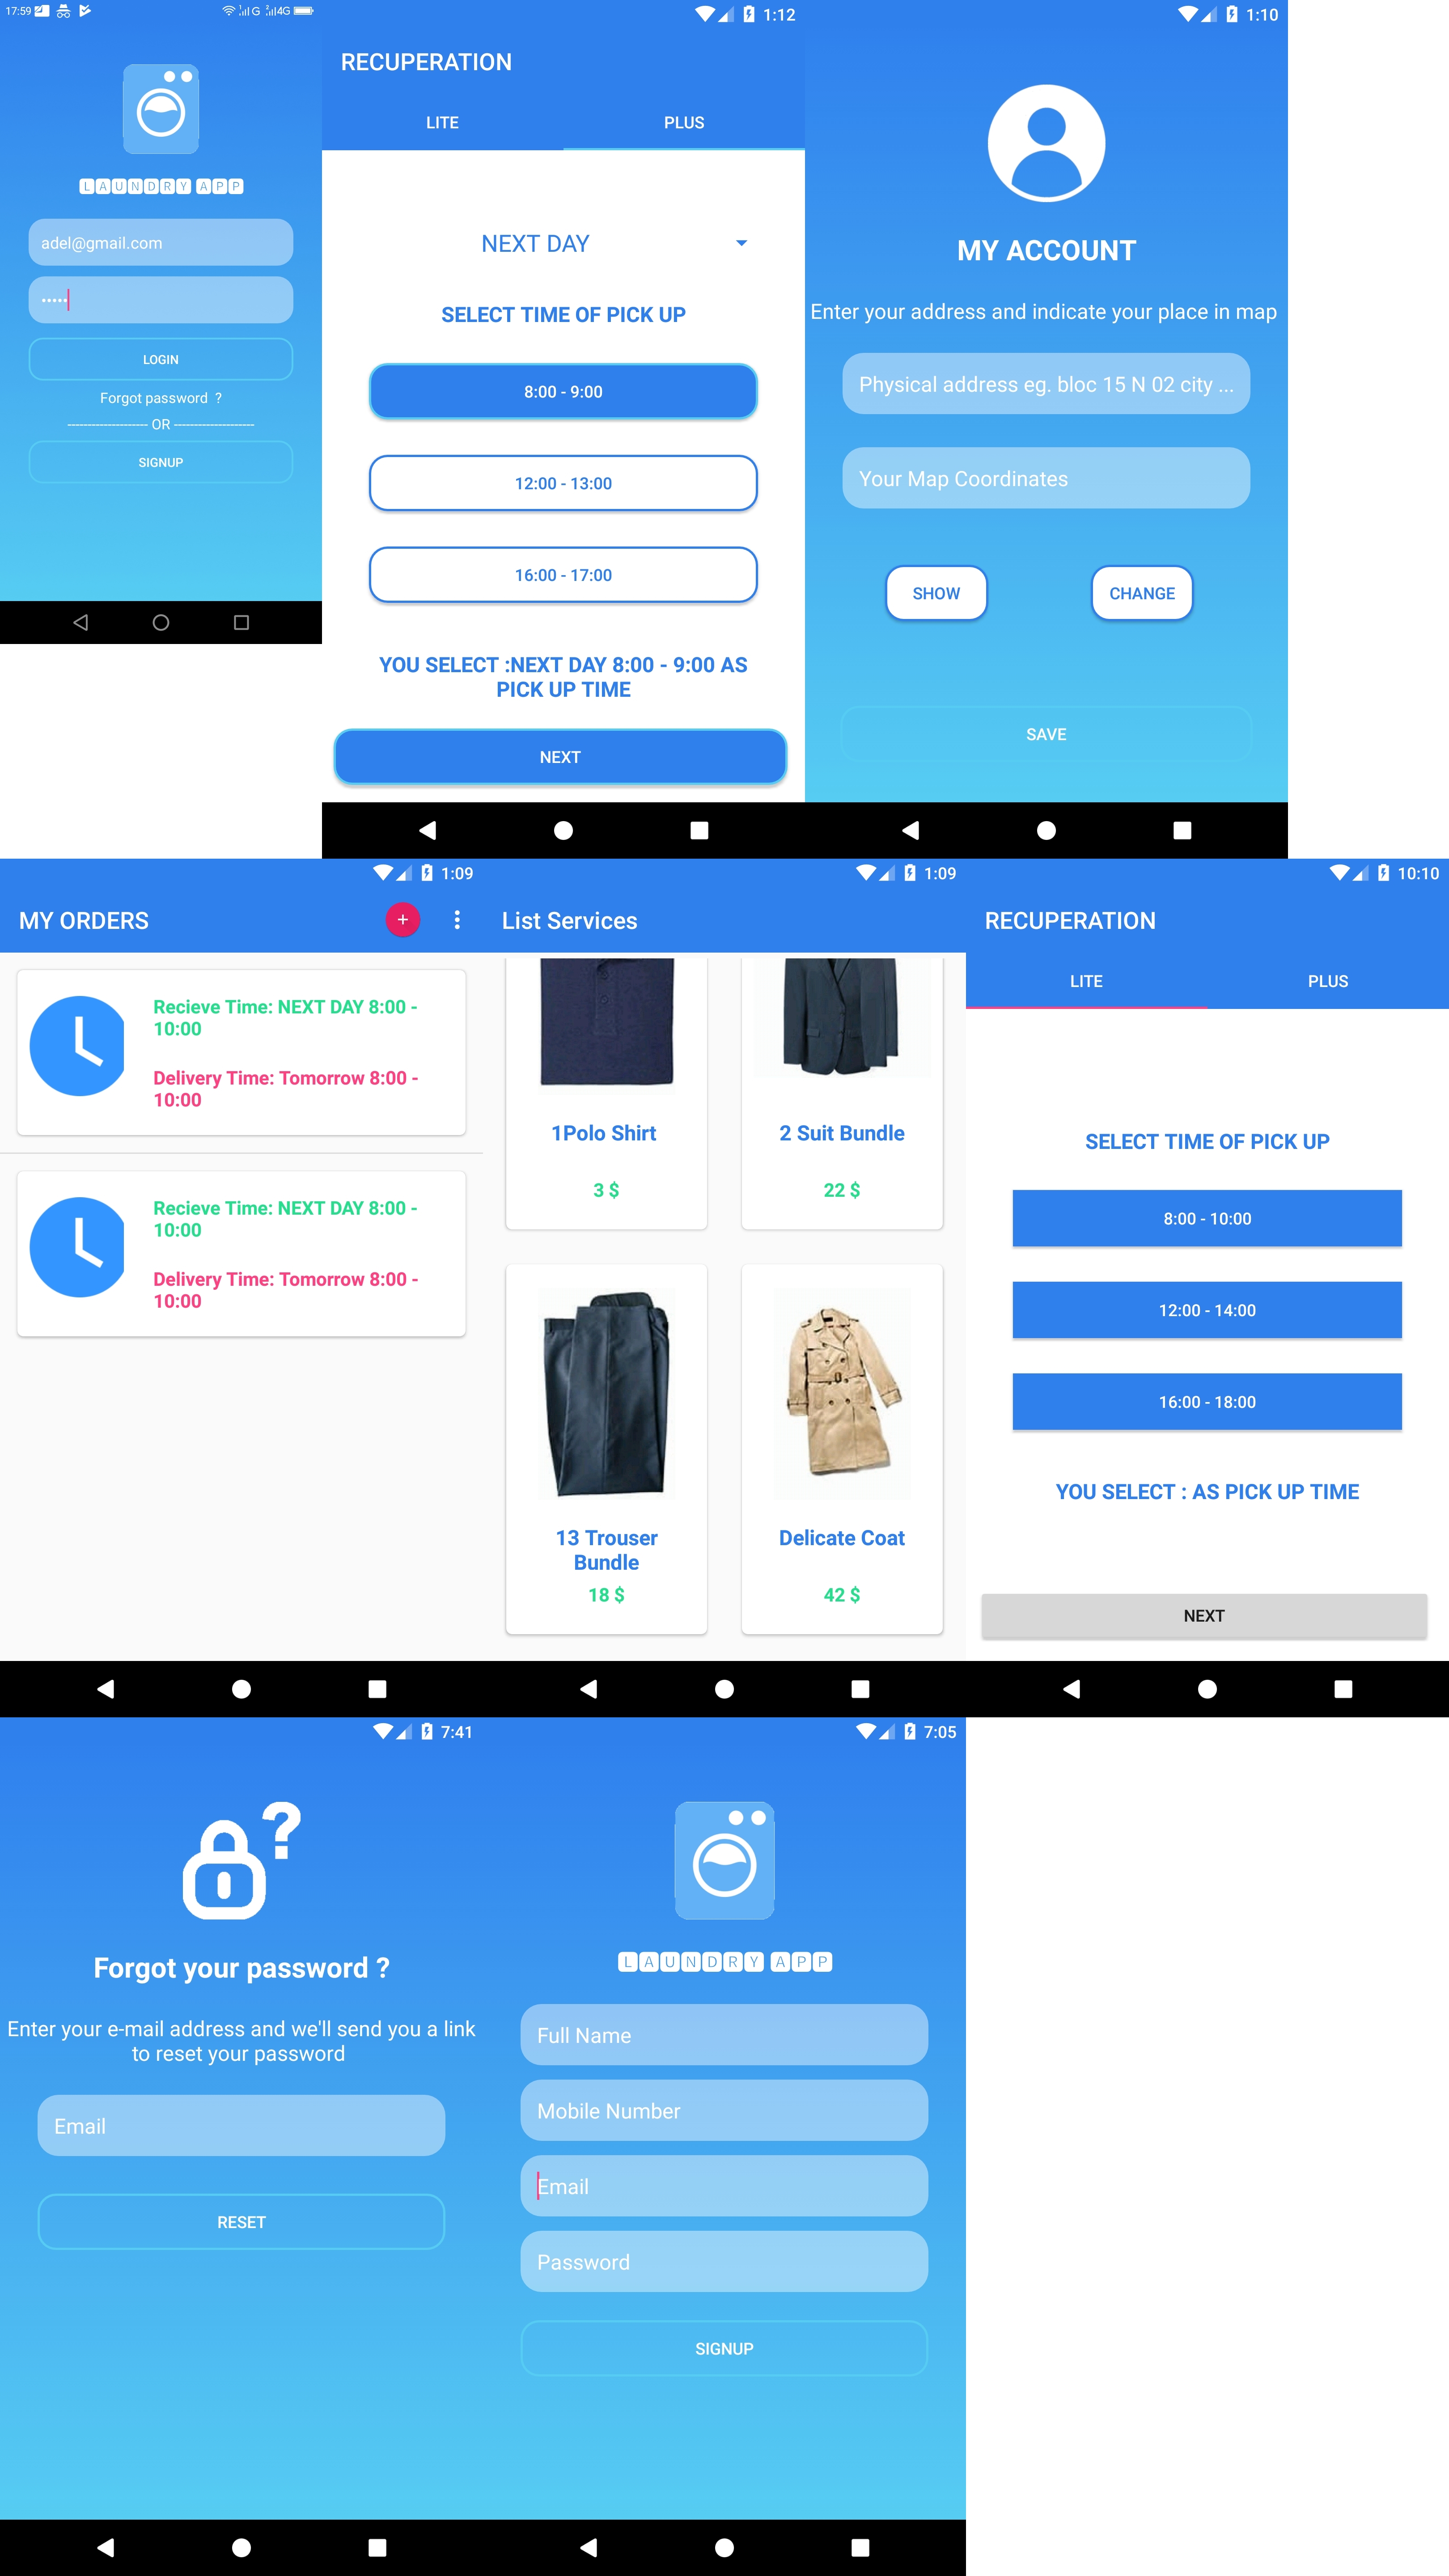 17:59
G
4G
LAUNDRY APP
adel@gmail.com
•••••
LOGIN
Forgot password ?
-------------------- OR --------------------
SIGNUP
1:12
RECUPERATION
LITE
PLUS
NEXT DAY
SELECT TIME OF PICK UP
8:00 - 9:00
12:00 - 13:00
16:00 - 17:00
YOU SELECT :NEXT DAY 8:00 - 9:00 AS
PICK UP TIME
NEXT
1:10
MY ACCOUNT
Enter your address and indicate your place in map
Physical address eg. bloc 15 N 02 city ...
Your Map Coordinates
SHOW
CHANGE
SAVE
1:09
MY ORDERS
+
Recieve Time: NEXT DAY 8:00 -
10:00
Delivery Time: Tomorrow 8:00 -
10:00
Recieve Time: NEXT DAY 8:00 -
10:00
Delivery Time: Tomorrow 8:00 -
10:00
1:09
List Services
1Polo Shirt
3 $
2 Suit Bundle
22 $
13 Trouser
Bundle
18 $
Delicate Coat
42 $
10:10
RECUPERATION
LITE
PLUS
SELECT TIME OF PICK UP
8:00 - 10:00
12:00 - 14:00
16:00 - 18:00
YOU SELECT : AS PICK UP TIME
NEXT
7:41
?
Forgot your password ?
Enter your e-mail address and we'll send you a link
to reset your password
Email
RESET
7:05
LAUNDRY APP
Full Name
Mobile Number
Email
Password
SIGNUP